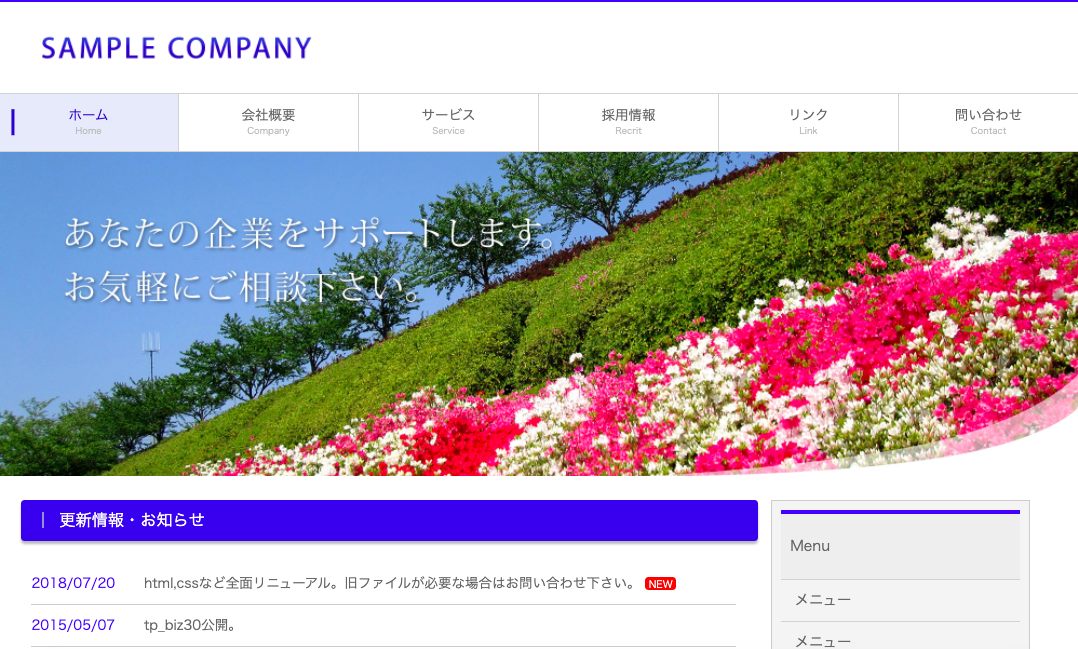 SAMPLE COMPANY
ホーム
Home
会社概要
Company
サービス
Service
採用情報
Recrit
リンク
Link
問い合わせ
Contact
あなたの企業をサポートします。
お気軽にご相談下さい。
更新情報・お知らせ
2018/07/20 html,cssなど全面リニューアル。旧ファイルが必要な場合はお問い合わせ下さい。 NEW
2015/05/07 tp_biz30公開。
Menu
メニュー
メニュー